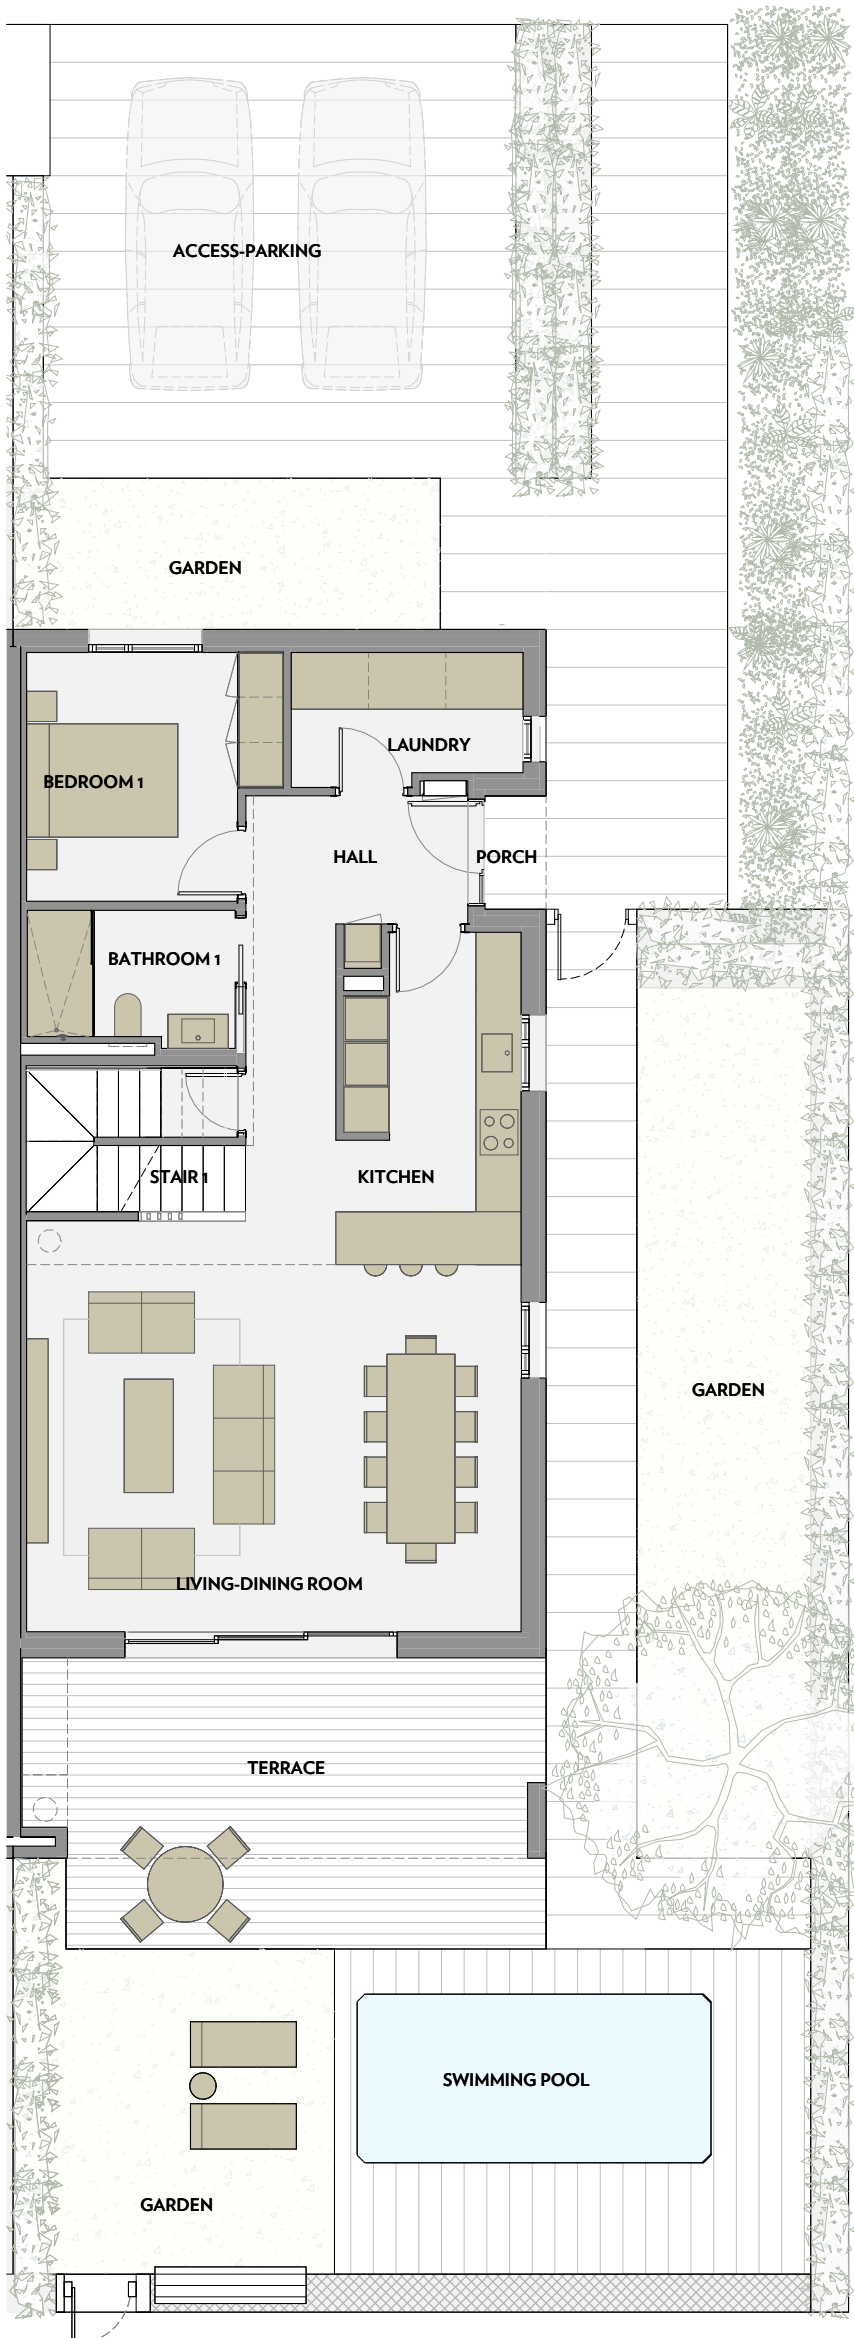 ACCESS-PARKING
GARDEN
LAUNDRY
BEDROOM 1
HALL
PORCH
BATHROOM 1
STAIR 1
KITCHEN
GARDEN
LIVING-DINING ROOM
TERRACE
SWIMMING POOL
GARDEN